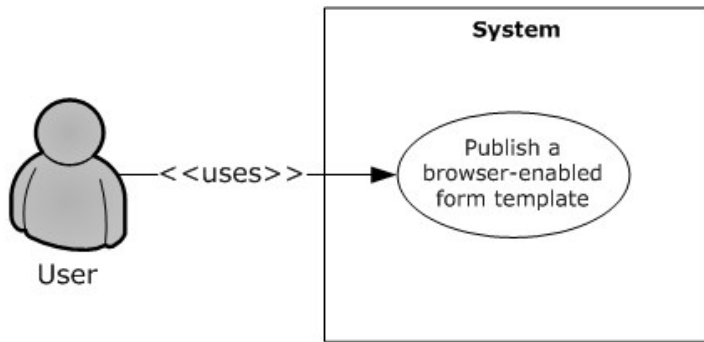 System
Publish a
browser-enabled
form template
<<uses>>
User